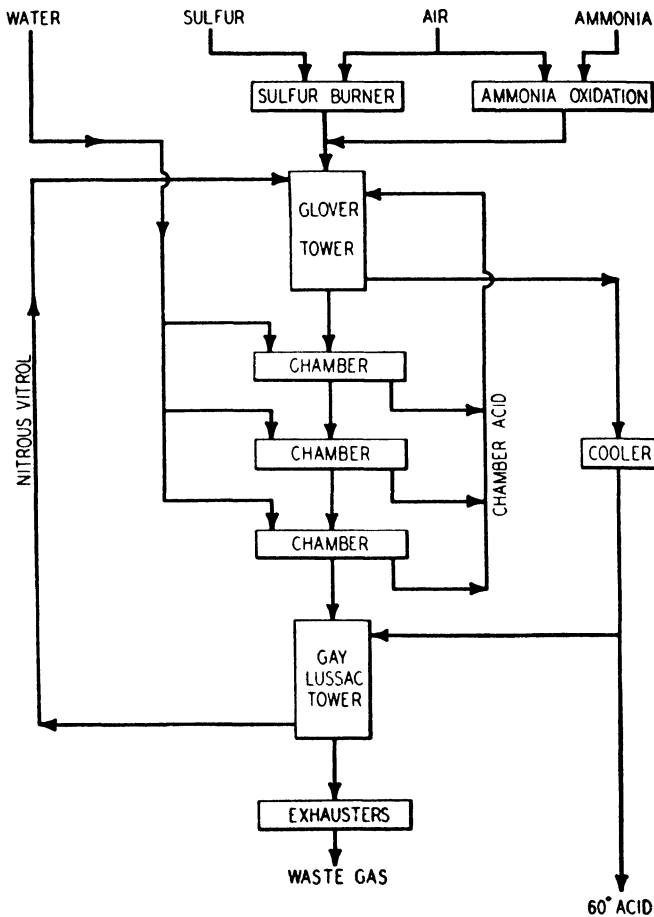 WATER
SULFUR
AIR
AMMONIA
SULFUR BURNER
AMMONIA OXIDATION
GLOVER
TOWER
CHAMBER
CHAMBER
CHAMBER
NITROUS VITROL
CHAMBER ACID
COOLER
GAY
LUSSAC
TOWER
EXHAUSTERS
WASTE GAS
60° ACID